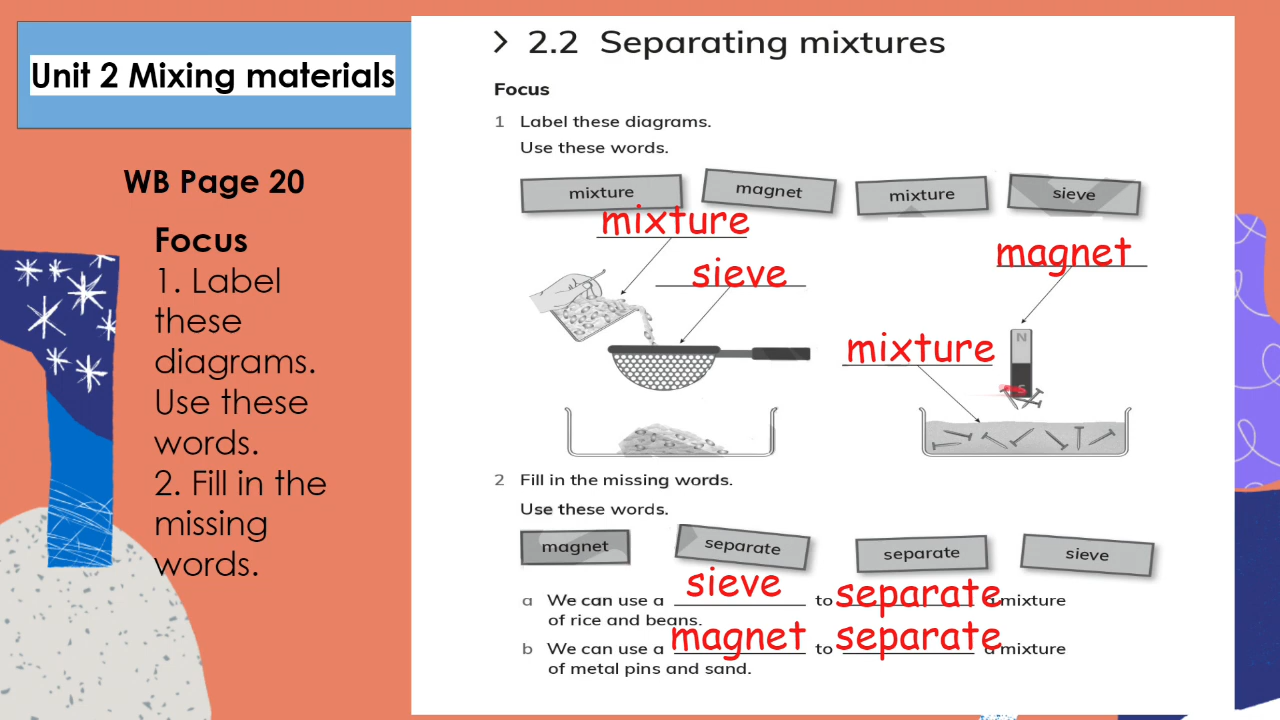 Unit 2 Mixing materials
WB Page 20
Focus
1. Label
these
diagrams.
Use these
words.
2. Fill in the
missing
words.
> 2.2 Separating mixtures
Focus
1 Label these diagrams.
Use these words.
mixture magnet mixture sieve
mixture
sieve
magnet
mixture
N
S
2 Fill in the missing words.
Use these words.
magnet separate separate sieve
a We can use a sieve to separate a mixture
of rice and beans.
b We can use a magnet to separate a mixture
of metal pins and sand.